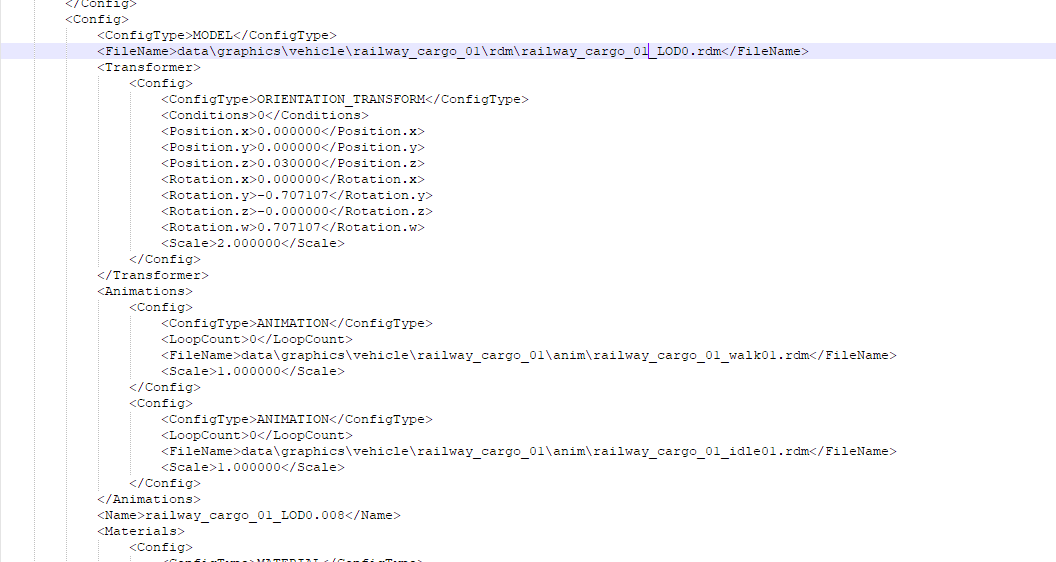 </Config>
<Config>
<ConfigType>MODEL</ConfigType>
<FileName>data\graphics\vehicle\railway_cargo_01\rdm\railway_cargo_01_LOD0.rdm</FileName>
<Transformer>
<Config>
<ConfigType>ORIENTATION_TRANSFORM</ConfigType>
<Conditions>0</Conditions>
<Position.x>0.000000</Position.x>
<Position.y>0.000000</Position.y>
<Position.z>0.030000</Position.z>
<Rotation.x>0.000000</Rotation.x>
<Rotation.y>-0.707107</Rotation.y>
<Rotation.z>-0.000000</Rotation.z>
<Rotation.w>0.707107</Rotation.w>
<Scale>2.000000</Scale>
</Config>
</Transformer>
<Animations>
<Config>
<ConfigType>ANIMATION</ConfigType>
<LoopCount>0</LoopCount>
<FileName>data\graphics\vehicle\railway_cargo_01\anim\railway_cargo_01_walk01.rdm</FileName>
<Scale>1.000000</Scale>
</Config>
<Config>
<ConfigType>ANIMATION</ConfigType>
<LoopCount>0</LoopCount>
<FileName>data\graphics\vehicle\railway_cargo_01\anim\railway_cargo_01_idle01.rdm</FileName>
<Scale>1.000000</Scale>
</Config>
</Animations>
<Name>railway_cargo_01_LOD0.008</Name>
<Materials>
<Config>
<ConfigType>MATERIAL</ConfigType>